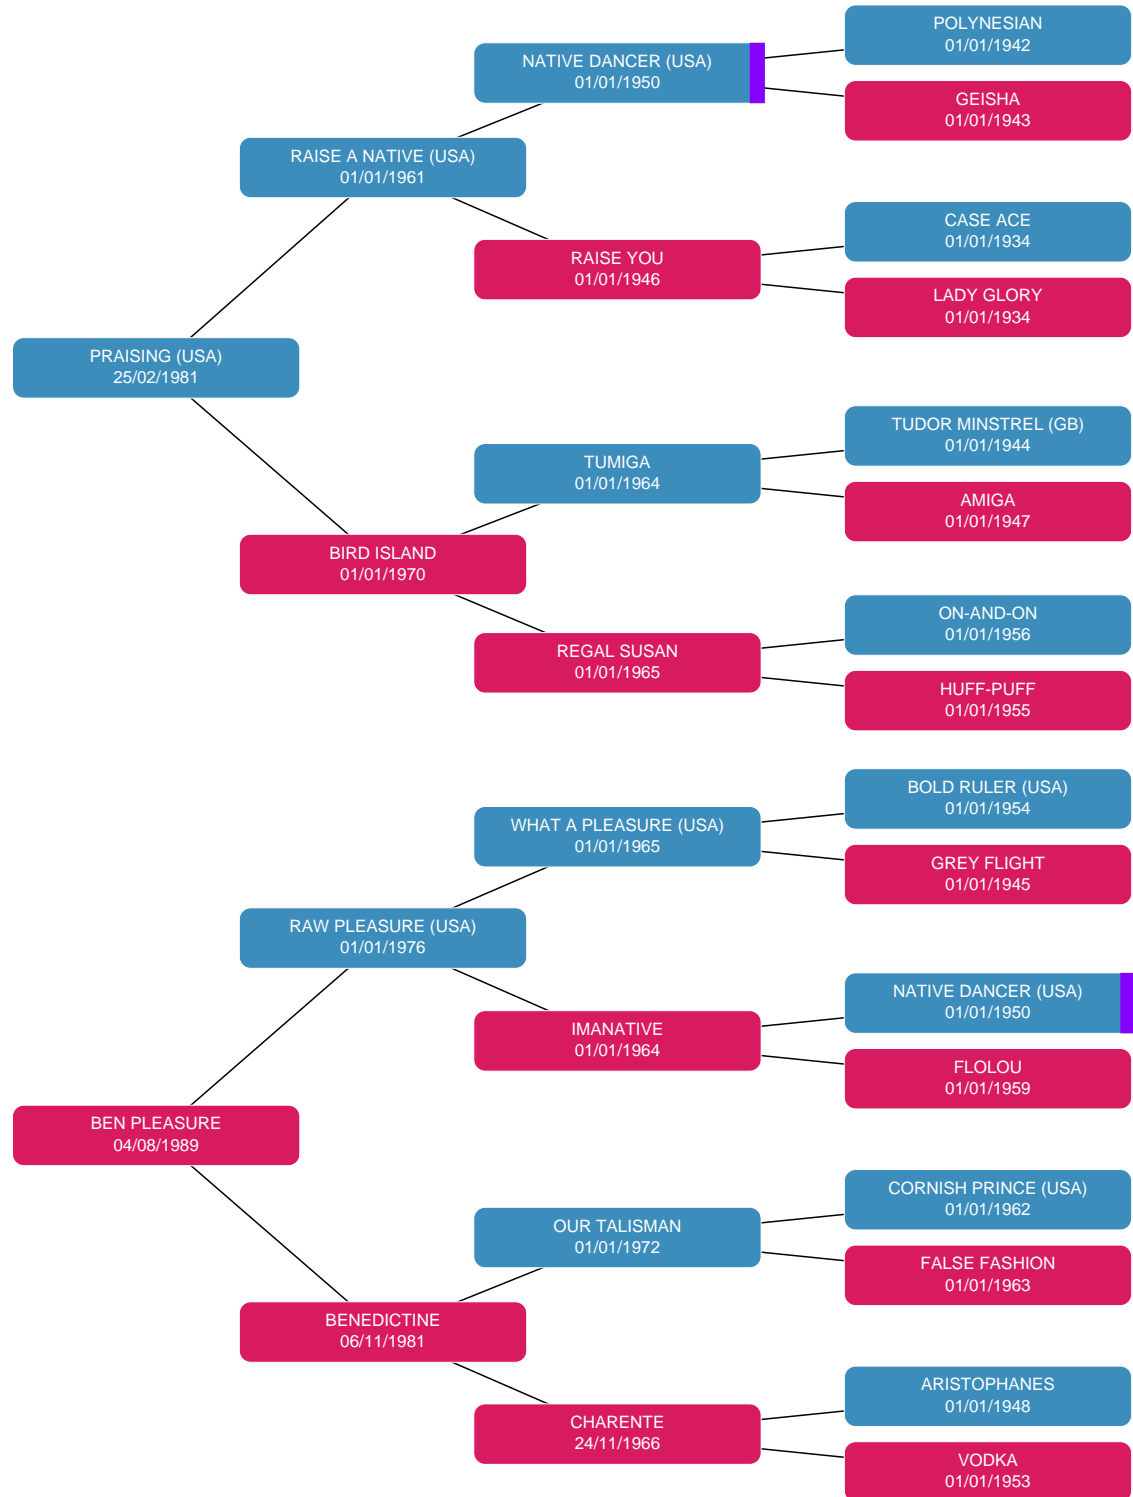 POLYNESIAN
01/01/1942
NATIVE DANCER (USA)
01/01/1950
GEISHA
01/01/1943
RAISE A NATIVE (USA)
01/01/1961
CASE ACE
01/01/1934
RAISE YOU
01/01/1946
LADY GLORY
01/01/1934
PRAISING (USA)
25/02/1981
TUDOR MINSTREL (GB)
01/01/1944
TUMIGA
01/01/1964
AMIGA
01/01/1947
BIRD ISLAND
01/01/1970
ON-AND-ON
01/01/1956
REGAL SUSAN
01/01/1965
HUFF-PUFF
01/01/1955
BOLD RULER (USA)
01/01/1954
WHAT A PLEASURE (USA)
01/01/1965
GREY FLIGHT
01/01/1945
RAW PLEASURE (USA)
01/01/1976
NATIVE DANCER (USA)
01/01/1950
IMANATIVE
01/01/1964
FLOLOU
01/01/1959
BEN PLEASURE
04/08/1989
CORNISH PRINCE (USA)
01/01/1962
OUR TALISMAN
01/01/1972
FALSE FASHION
01/01/1963
BENEDICTINE
06/11/1981
ARISTOPHANES
01/01/1948
CHARENTE
24/11/1966
VODKA
01/01/1953